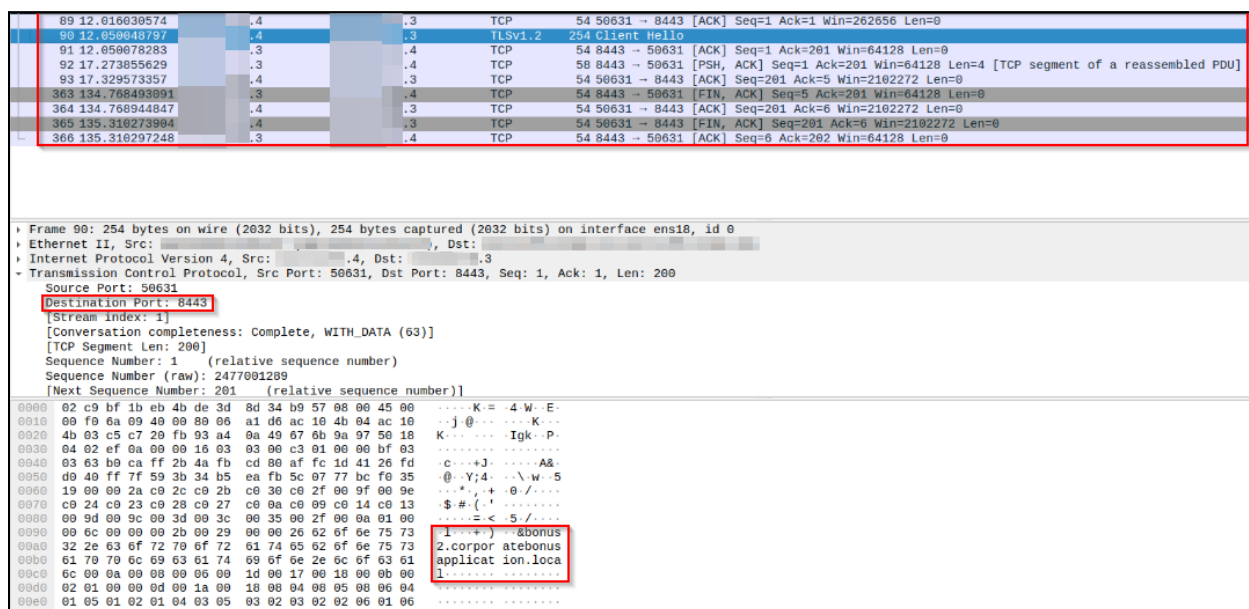 89 12.016030574 .4 .3 TCP 54 50631 → 8443 [ACK] Seq=1 Ack=1 Win=262656 Len=0
90 12.050048797 .4 .3 TLSv1.2 254 Client Hello
91 12.050078283 .3 .4 TCP 54 8443 → 50631 [ACK] Seq=1 Ack=201 Win=64128 Len=0
92 17.273855629 .3 .4 TCP 58 8443 → 50631 [PSH, ACK] Seq=1 Ack=201 Win=64128 Len=4 [TCP segment of a reassembled PDU]
93 17.329573357 .4 .3 TCP 54 50631 → 8443 [ACK] Seq=201 Ack=5 Win=2102272 Len=0
363 134.768493091 .3 .4 TCP 54 8443 → 50631 [FIN, ACK] Seq=5 Ack=201 Win=64128 Len=0
364 134.768944847 .4 .3 TCP 54 50631 → 8443 [ACK] Seq=201 Ack=6 Win=2102272 Len=0
365 135.310273904 .4 .3 TCP 54 50631 → 8443 [FIN, ACK] Seq=201 Ack=6 Win=2102272 Len=0
366 135.310297248 .3 .4 TCP 54 8443 → 50631 [ACK] Seq=6 Ack=202 Win=64128 Len=0
Frame 90: 254 bytes on wire (2032 bits), 254 bytes captured (2032 bits) on interface ens18, id 0
Ethernet II, Src: ), Dst:
Internet Protocol Version 4, Src: .4, Dst: .3
Transmission Control Protocol, Src Port: 50631, Dst Port: 8443, Seq: 1, Ack: 1, Len: 200
Source Port: 50631
Destination Port: 8443
[Stream index: 1]
[Conversation completeness: Complete, WITH_DATA (63)]
[TCP Segment Len: 200]
Sequence Number: 1 (relative sequence number)
Sequence Number (raw): 2477001289
[Next Sequence Number: 201 (relative sequence number)]
0000 02 c9 bf 1b eb 4b de 3d 8d 34 b9 57 08 00 45 00 ·····K·= ·4·W··E·
0010 00 f0 6a 09 40 00 80 06 a1 d6 ac 10 4b 04 ac 10 ··j·@··· ····K···
0020 4b 03 c5 c7 20 fb 93 a4 0a 49 67 6b 9a 97 50 18 K··· ··· ·Igk··P·
0030 04 02 ef 0a 00 00 16 03 03 00 c3 01 00 00 bf 03 ········ ········
0040 03 63 b0 ca ff 2b 4a fb cd 80 af fc 1d 41 26 fd ·c···+J· ·····A&·
0050 d0 40 ff 7f 59 3b 34 b5 ea fb 5c 07 77 bc f0 35 ·@··Y;4· ··\·w··5
0060 19 00 00 2a c0 2c c0 2b c0 30 c0 2f 00 9f 00 9e ···*·,·+ ·0·/····
0070 c0 24 c0 23 c0 28 c0 27 c0 0a c0 09 c0 14 c0 13 ·$·#·(·' ········
0080 00 9d 00 9c 00 3d 00 3c 00 35 00 2f 00 0a 01 00 ·····=·< ·5·/····
0090 00 6c 00 00 00 2b 00 29 00 00 26 62 6f 6e 75 73 ·l···+·) ··&bonus
00a0 32 2e 63 6f 72 70 6f 72 61 74 65 62 6f 6e 75 73 2.corpor atebonus
00b0 61 70 70 6c 69 63 61 74 69 6f 6e 2e 6c 6f 63 61 applicat ion.loca
00c0 6c 00 0a 00 08 00 06 00 1d 00 17 00 18 00 0b 00 l······· ········
00d0 02 01 00 00 0d 00 1a 00 18 08 04 08 05 08 06 04 ········ ········
00e0 01 05 01 02 01 04 03 05 03 02 03 02 02 06 01 06 ········ ········